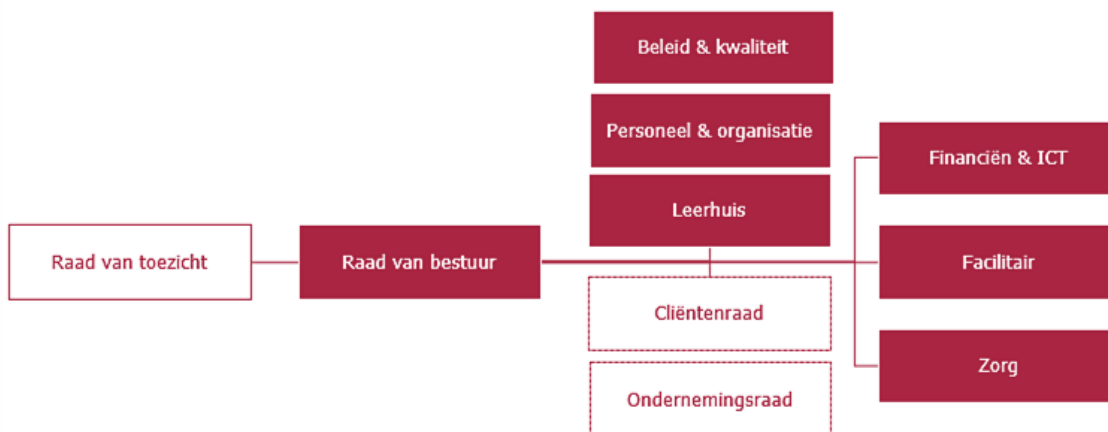 Beleid & kwaliteit
Personeel & organisatie
Leerhuis
Raad van toezicht
Raad van bestuur
Cliëntenraad
Ondernemingsraad
Financiën & ICT
Facilitair
Zorg